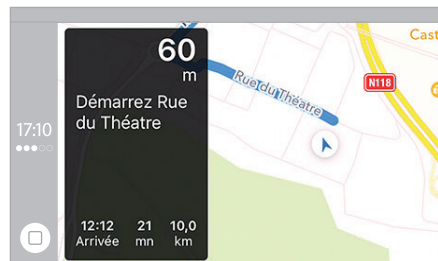 60
m
Démarrez Rue
du Théatre
17:10
12:12 21 10,0
Arrivée mn km
Rue du Théatre
N118
Cast